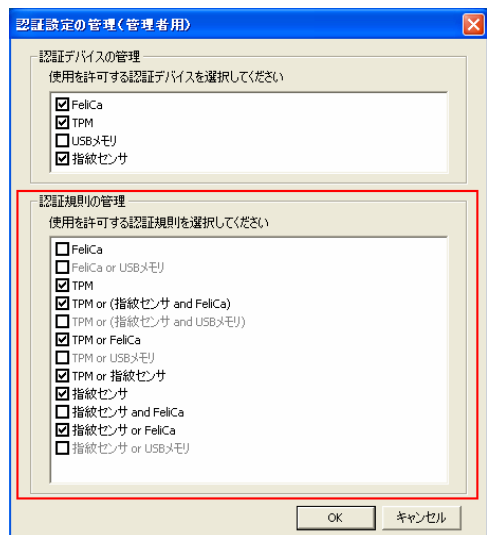 認証設定の管理(管理者用)
認証デバイスの管理
使用を許可する認証デバイスを選択してください
FeliCa
TPM
USBメモリ
指紋センサ
認証規則の管理
使用を許可する認証規則を選択してください
FeliCa
FeliCa or USBメモリ
TPM
TPM or (指紋センサ and FeliCa)
TPM or (指紋センサ and USBメモリ)
TPM or FeliCa
TPM or USBメモリ
TPM or 指紋センサ
指紋センサ
指紋センサ and FeliCa
指紋センサ or FeliCa
指紋センサ or USBメモリ
OK キャンセル